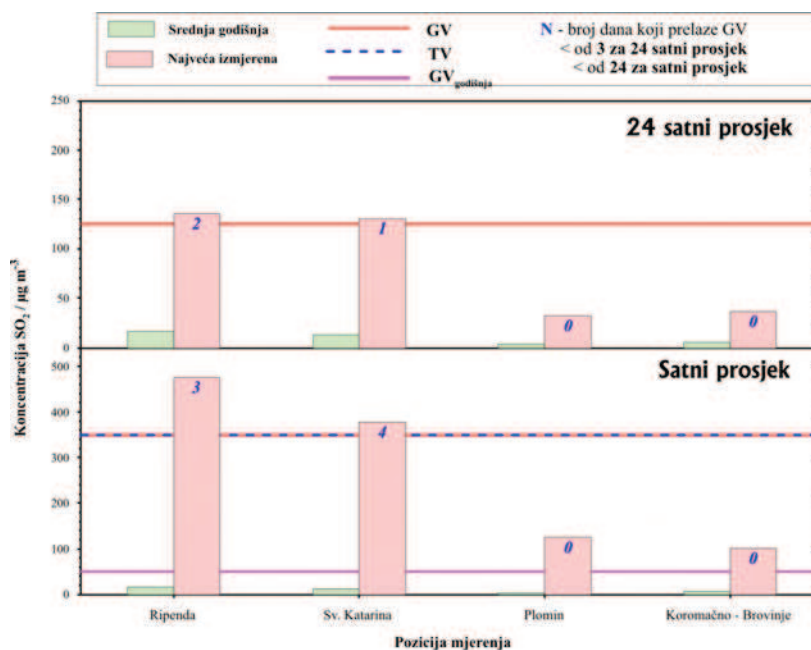 Srednja godišnja
Najveća izmjerena
GV
TV
GVgodišnja
N - broj dana koji prelaze GV
< od 3 za 24 satni prosjek
< od 24 za satni prosjek
24 satni prosjek
250
200
150
100
50
0
2
1
0
0
Koncentracija SO2 / µg m-3
Satni prosjek
500
400
300
200
100
0
3
4
0
0
Ripenda
Sv. Katarina
Plomin
Koromačno - Brovinje
Pozicija mjerenja